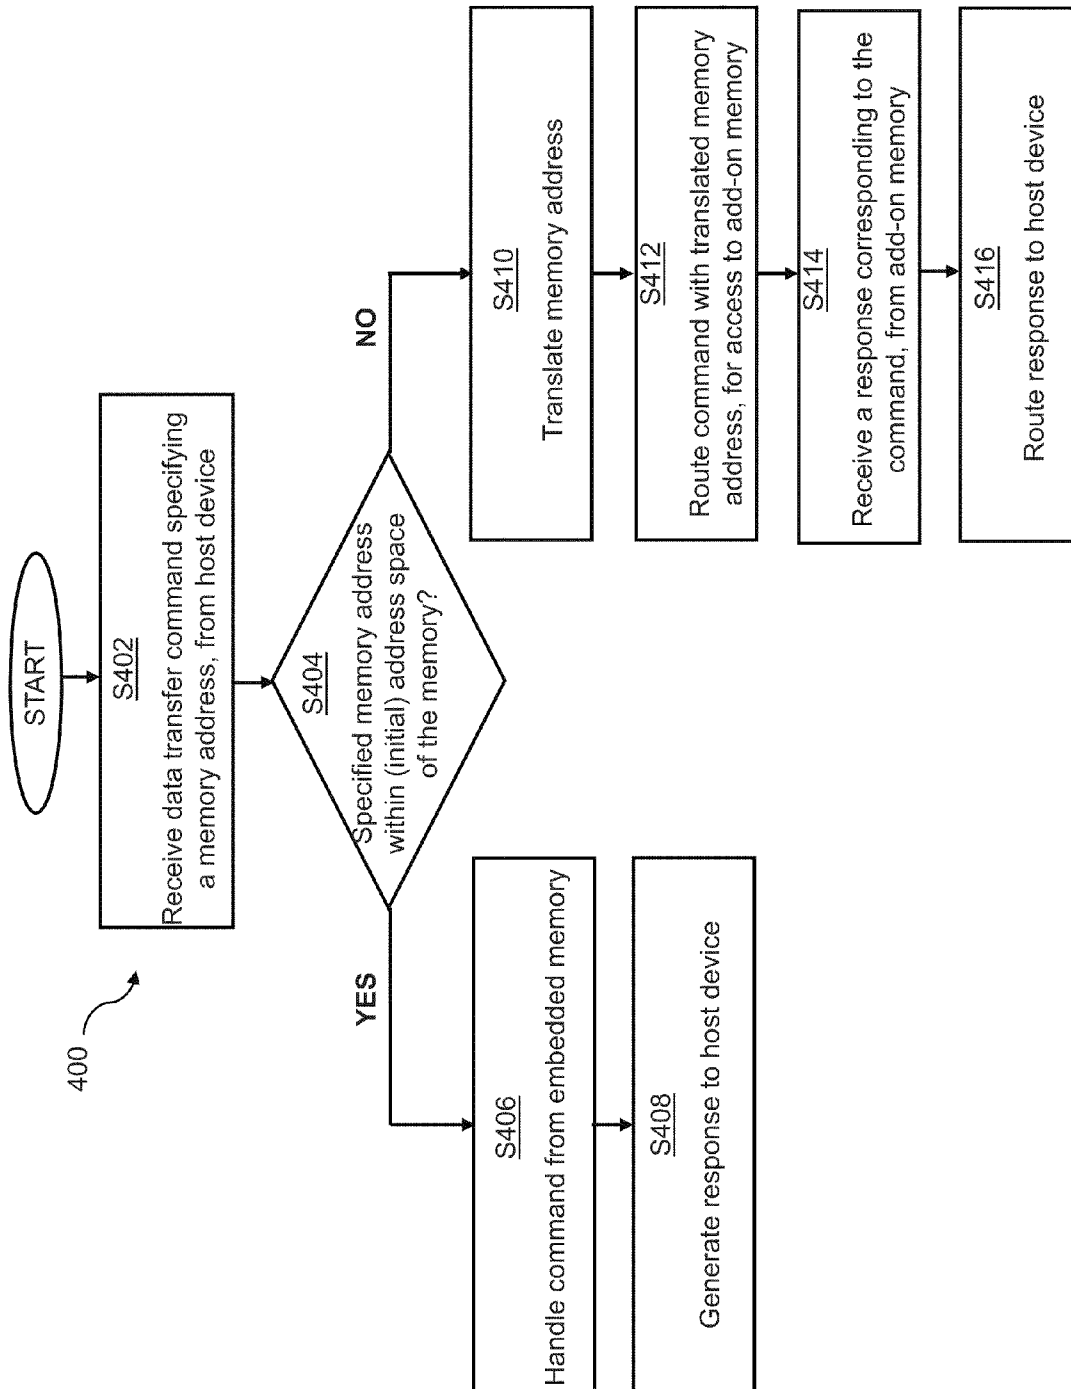 400
START
S402
Receive data transfer command specifying
a memory address, from host device
S404
Specified memory address
within (initial) address space
of the memory?
YES
NO
S406
Handle command from embedded memory
S408
Generate response to host device
S410
Translate memory address
S412
Route command with translated memory
address, for access to add-on memory
S414
Receive a response corresponding to the
command, from add-on memory
S416
Route response to host device